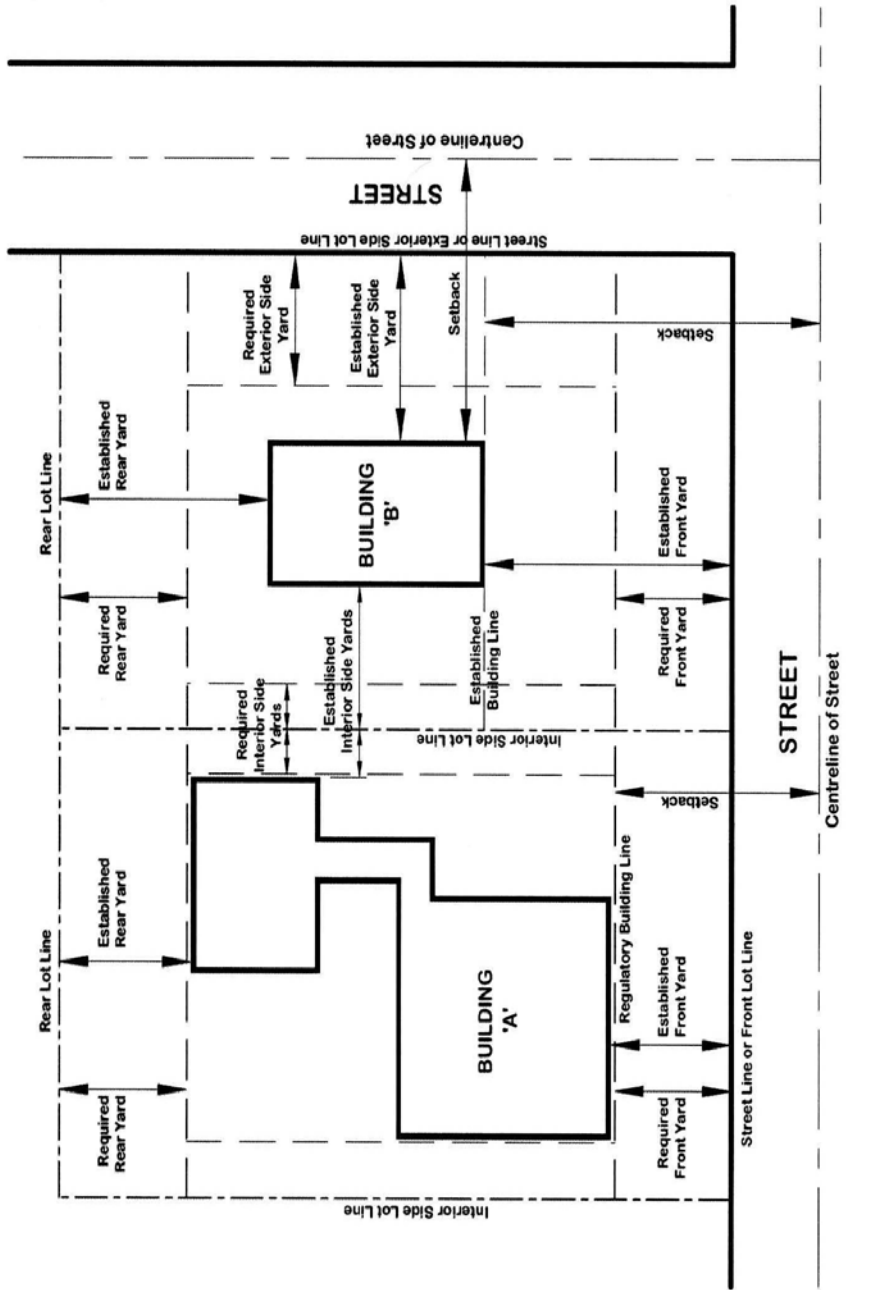 Rear Lot Line
Rear Lot Line
Required
Rear Yard
Established
Rear Yard
Required
Rear Yard
Established
Rear Yard
Required
Exterior Side
Yard
Established
Exterior Side
Yard
Setback
Street Line or Exterior Side Lot Line
STREET
Centreline of Street
Required
Interior Side
Yards
Established
Interior Side Yards
BUILDING
'B'
BUILDING
'A'
Established
Building Line
Interior Side Lot Line
Interior Side Lot Line
Regulatory Building Line
Required
Front Yard
Established
Front Yard
Setback
Required
Front Yard
Established
Front Yard
Setback
Street Line or Front Lot Line
STREET
Centreline of Street